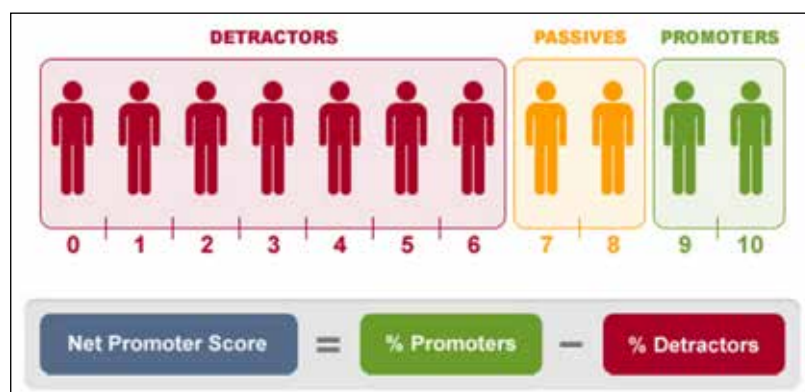 DETRACTORS PASSIVES PROMOTERS
0 1 2 3 4 5 6 7 8 9 10
Net Promoter Score = % Promoters – % Detractors